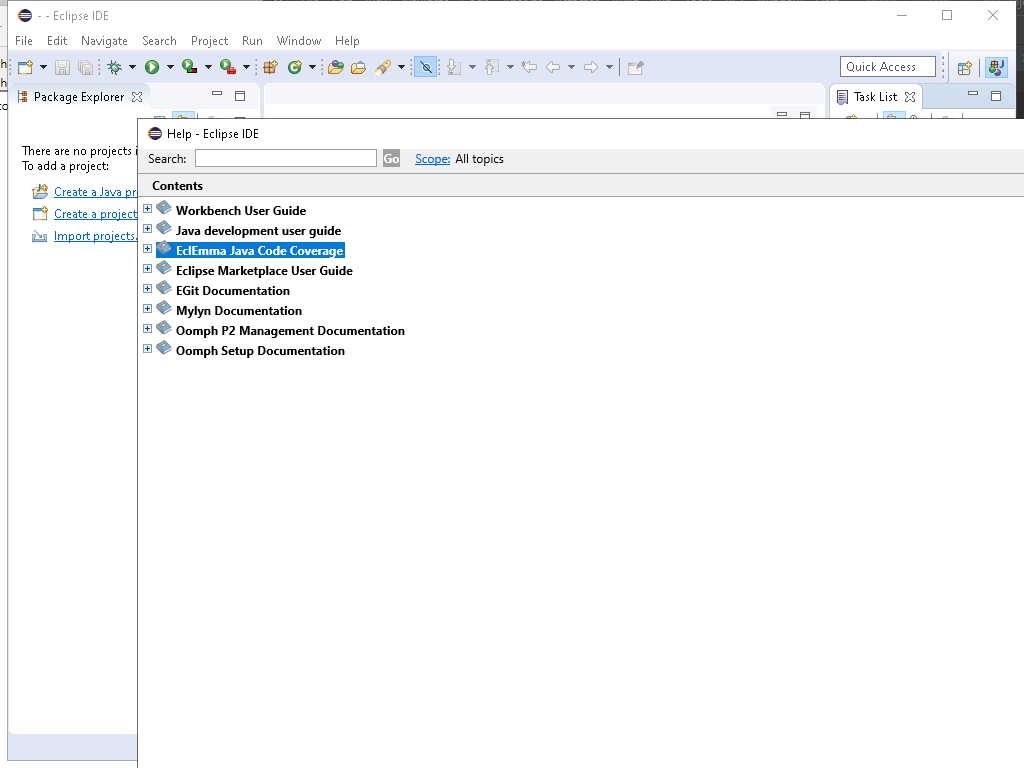 - - Eclipse IDE
File Edit Navigate Search Project Run Window Help
Quick Access
Package Explorer
Task List
There are no projects i
To add a project:
Create a Java pr
Create a project
Import projects.
Help - Eclipse IDE
Search: Go Scope: All topics
Contents
Workbench User Guide
Java development user guide
EclEmma Java Code Coverage
Eclipse Marketplace User Guide
EGit Documentation
Mylyn Documentation
Oomph P2 Management Documentation
Oomph Setup Documentation